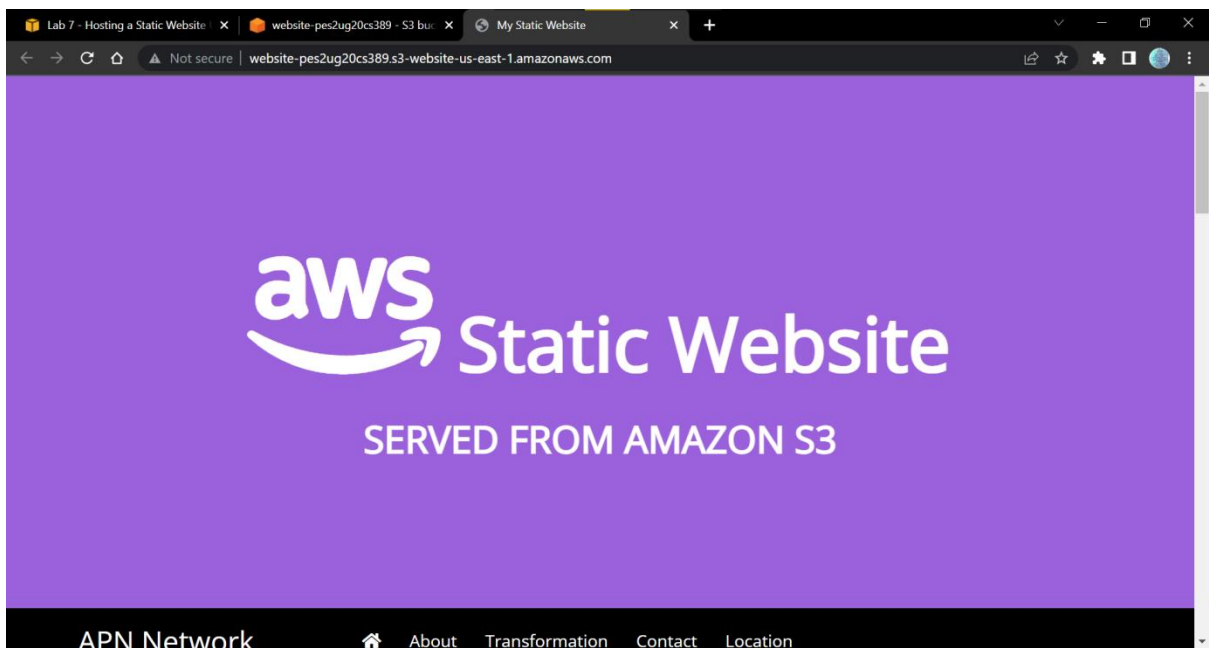 Lab 7 - Hosting a Static Website
website-pes2ug20cs389 - S3 buc
My Static Website
Not secure | website-pes2ug20cs389.s3-website-us-east-1.amazonaws.com
aws
Static Website
SERVED FROM AMAZON S3
APN Network About Transformation Contact Location